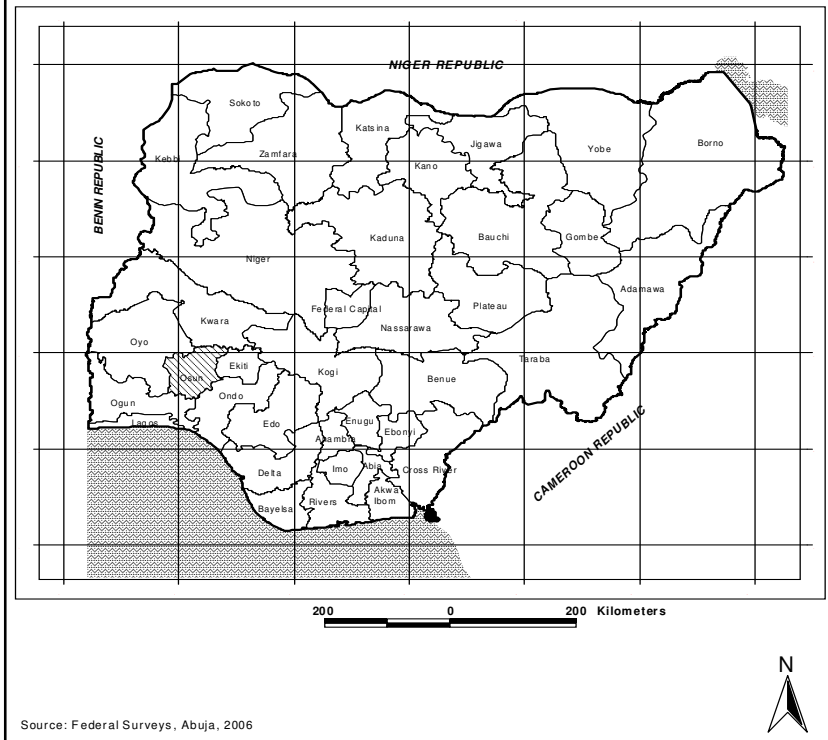 NIGER REPUBLIC
Sokoto
Katsina
Jigawa
Yobe
Borno
Kebbi
Zamfara
Kano
BENIN REPUBLIC
Kaduna
Bauchi
Gombe
Niger
Adamawa
Federal Capital
Plateau
Kwara
Nassarawa
Oyo
Taraba
Osun
Ekiti
Kogi
Benue
Ogun
Ondo
Lagos
Edo
Enugu
Ebonyi
Anambra
CAMEROON REPUBLIC
Delta
Imo
Abia
Cross River
Bayelsa
Rivers
Akwa
Ibom
200 0 200 Kilometers
N
Source: Federal Surveys, Abuja, 2006